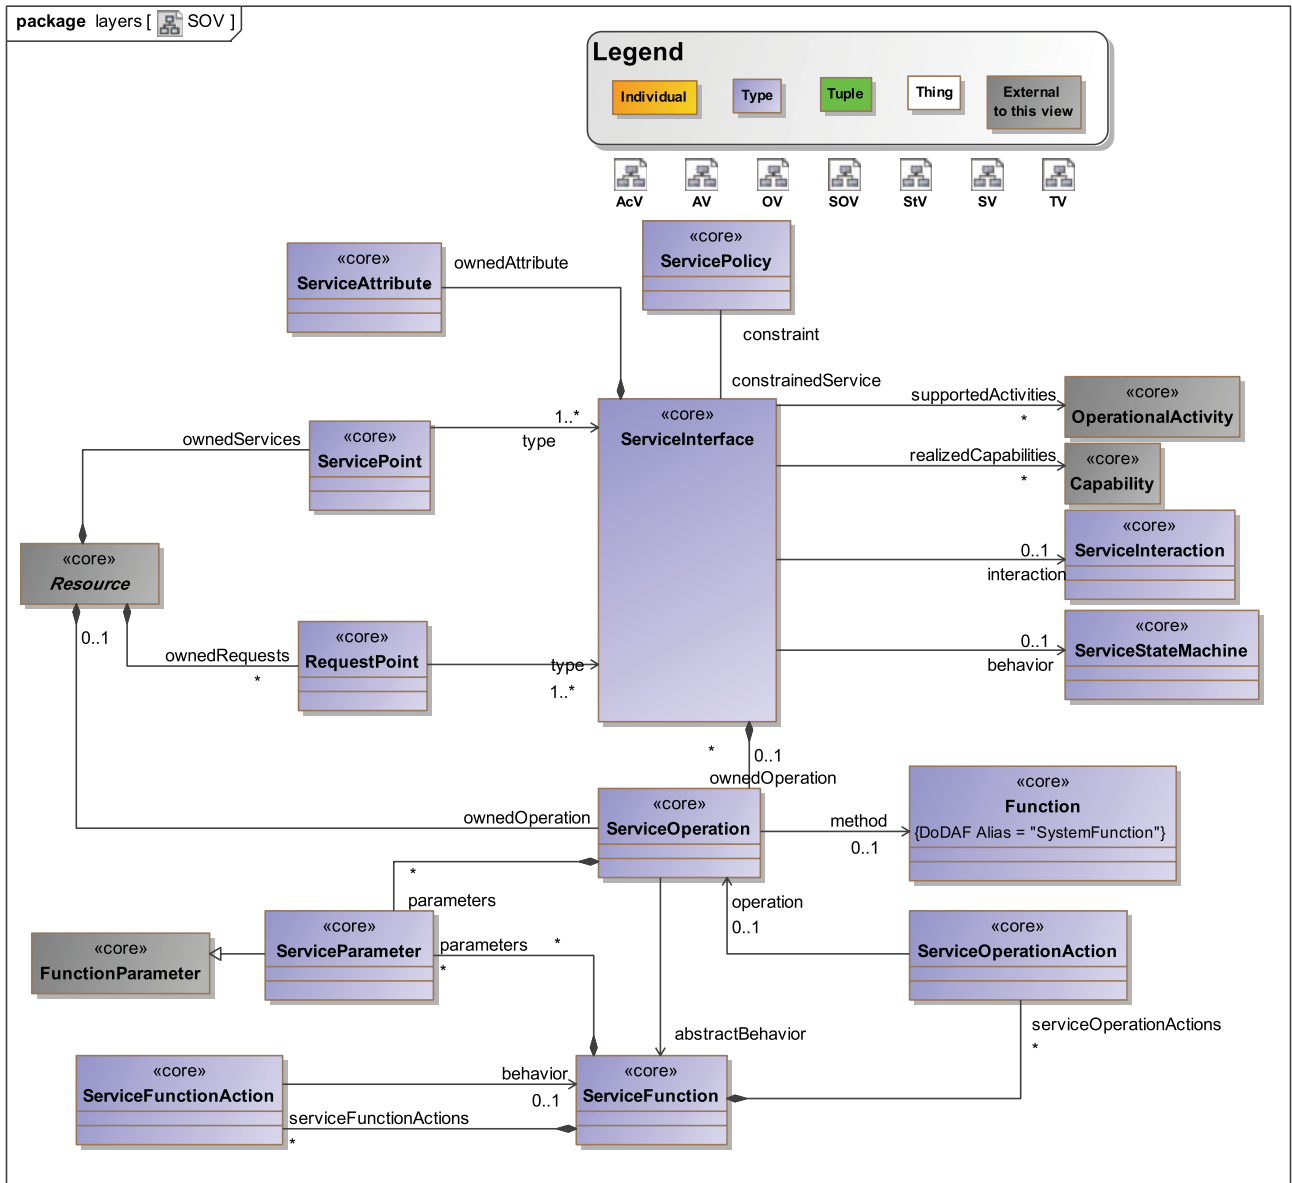 package layers [ SOV ]
Legend
Individual
Type
Tuple
Thing
External
to this view
AcV
AV
OV
SOV
StV
SV
TV
«core»
ServiceAttribute
ownedAttribute
«core»
ServicePolicy
constraint
constrainedService
«core»
ServiceInterface
supportedActivities
*
«core»
OperationalActivity
realizedCapabilities
*
«core»
Capability
0..1
interaction
«core»
ServiceInteraction
0..1
behavior
«core»
ServiceStateMachine
ownedServices
«core»
ServicePoint
1..*
type
«core»
Resource
0..1
ownedRequests
*
«core»
RequestPoint
type
1..*
*
0..1
ownedOperation
ownedOperation
«core»
ServiceOperation
method
0..1
«core»
Function
{DoDAF Alias = "SystemFunction"}
*
parameters
operation
0..1
«core»
ServiceOperationAction
«core»
FunctionParameter
«core»
ServiceParameter
parameters
*
*
abstractBehavior
serviceOperationActions
*
«core»
ServiceFunctionAction
behavior
0..1
serviceFunctionActions
*
«core»
ServiceFunction